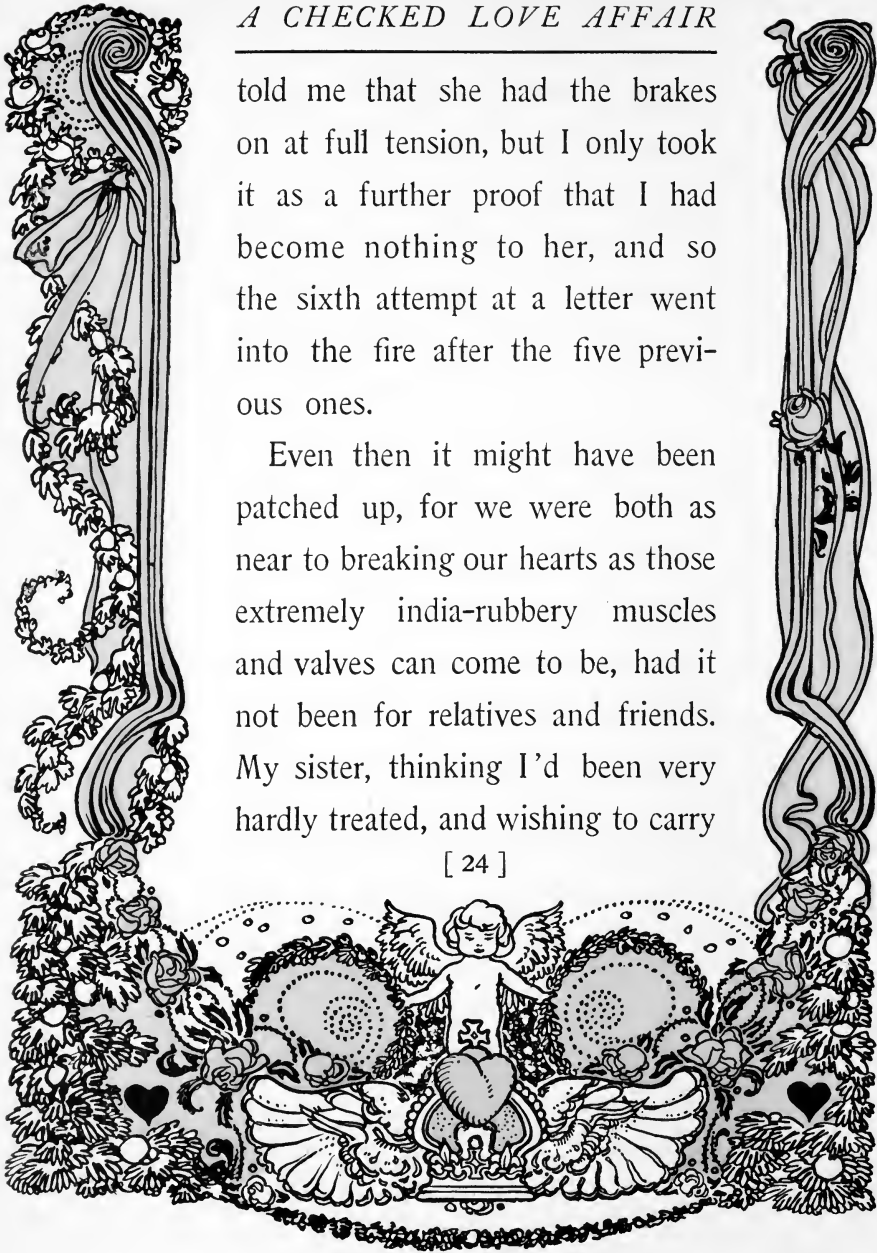 A CHECKED LOVE AFFAIR
told me that she had the brakes
on at full tension, but I only took
it as a further proof that I had
become nothing to her, and so
the sixth attempt at a letter went
into the fire after the five previ-
ous ones.
Even then it might have been
patched up, for we were both as
near to breaking our hearts as those
extremely india-rubbery muscles
and valves can come to be, had it
not been for relatives and friends.
My sister, thinking I'd been very
hardly treated, and wishing to carry
[ 24 ]